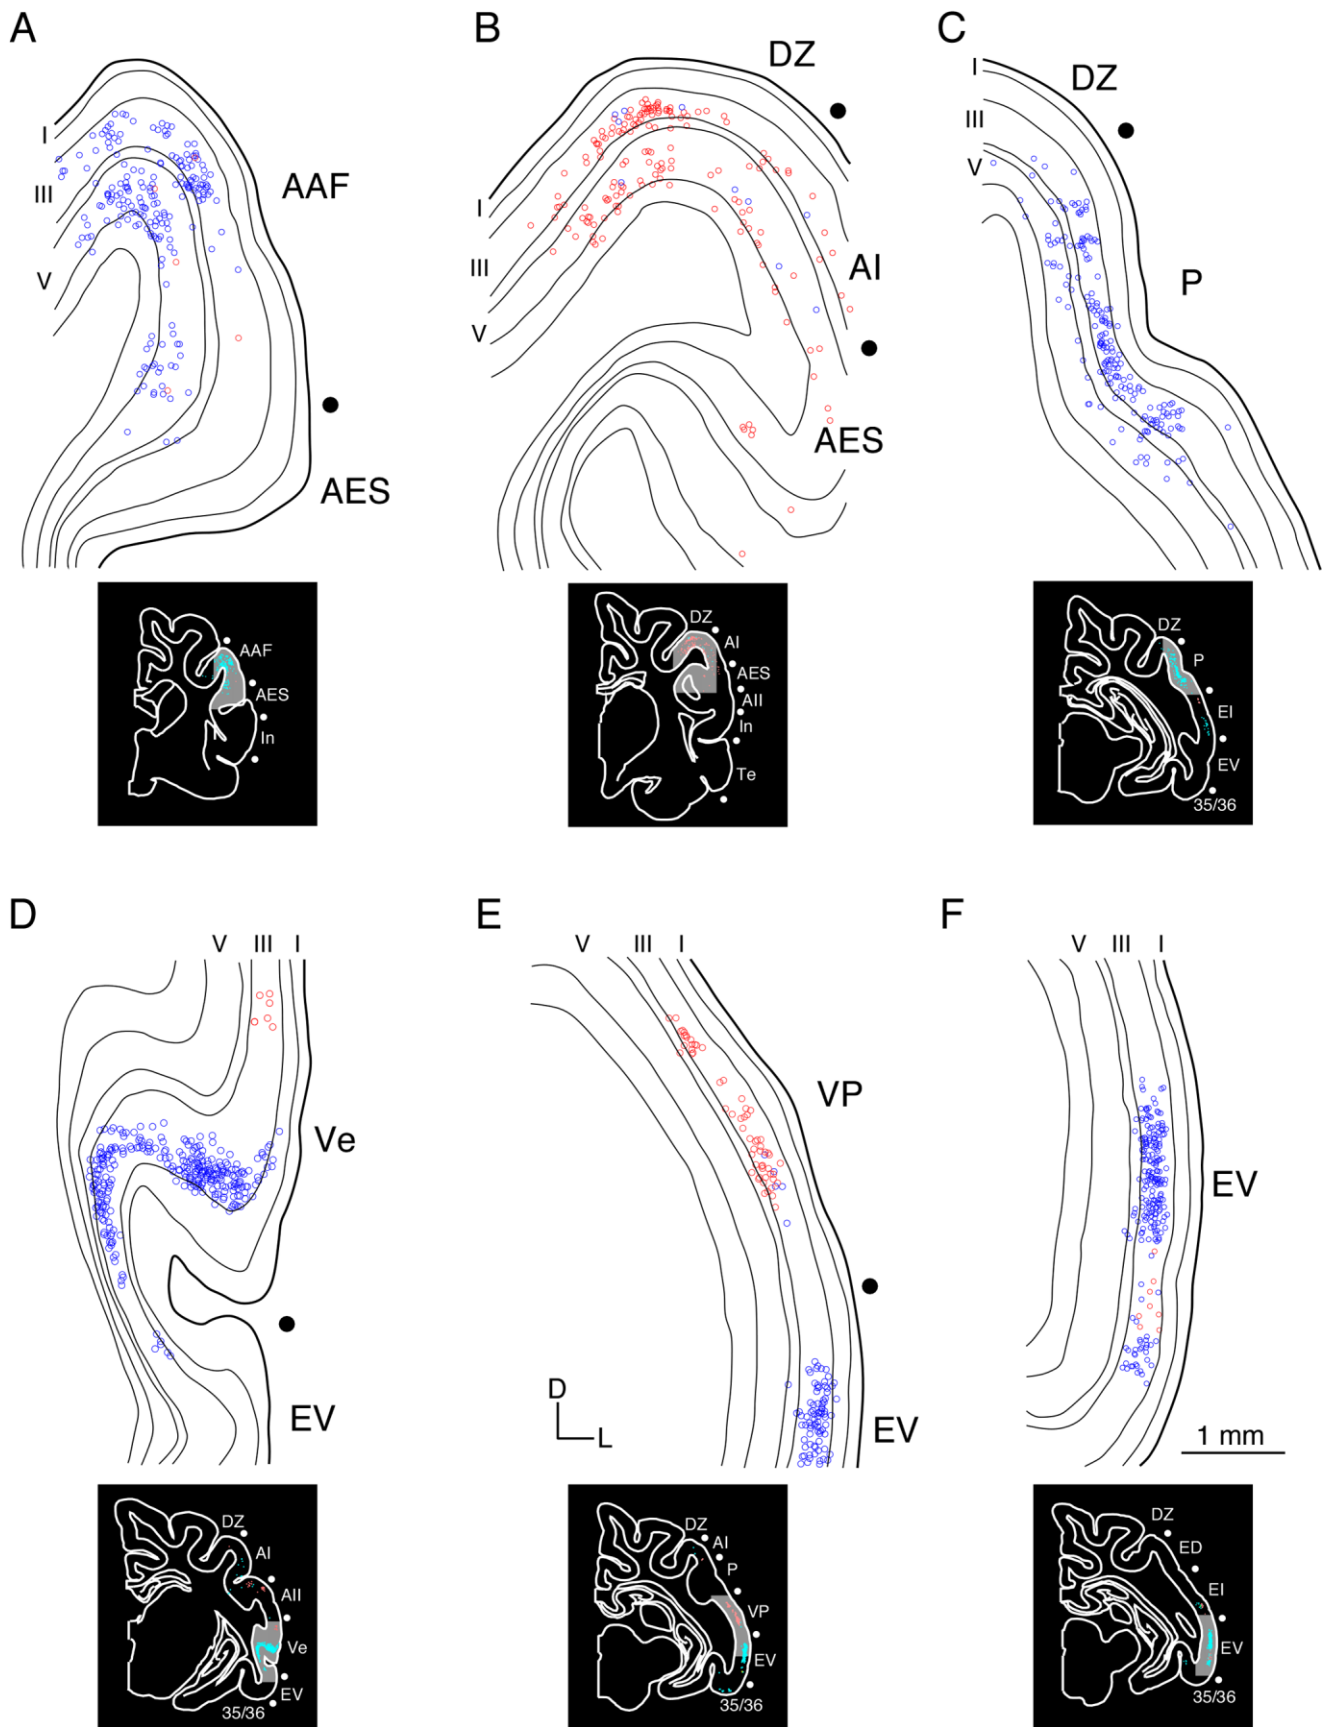 A
I
III
V
AAF
AES
AAF
AES
In
B
DZ
I
III
V
AI
AES
DZ
AI
AES
AII
In
Te
C
I
DZ
III
V
P
DZ
P
EI
EV
35/36
D
V III I
Ve
EV
DZ
AI
AII
Ve
EV
35/36
E
V III I
VP
D
L
EV
DZ
AI
P
VP
EV
35/36
F
V III I
EV
1 mm
DZ
ED
EI
EV
35/36